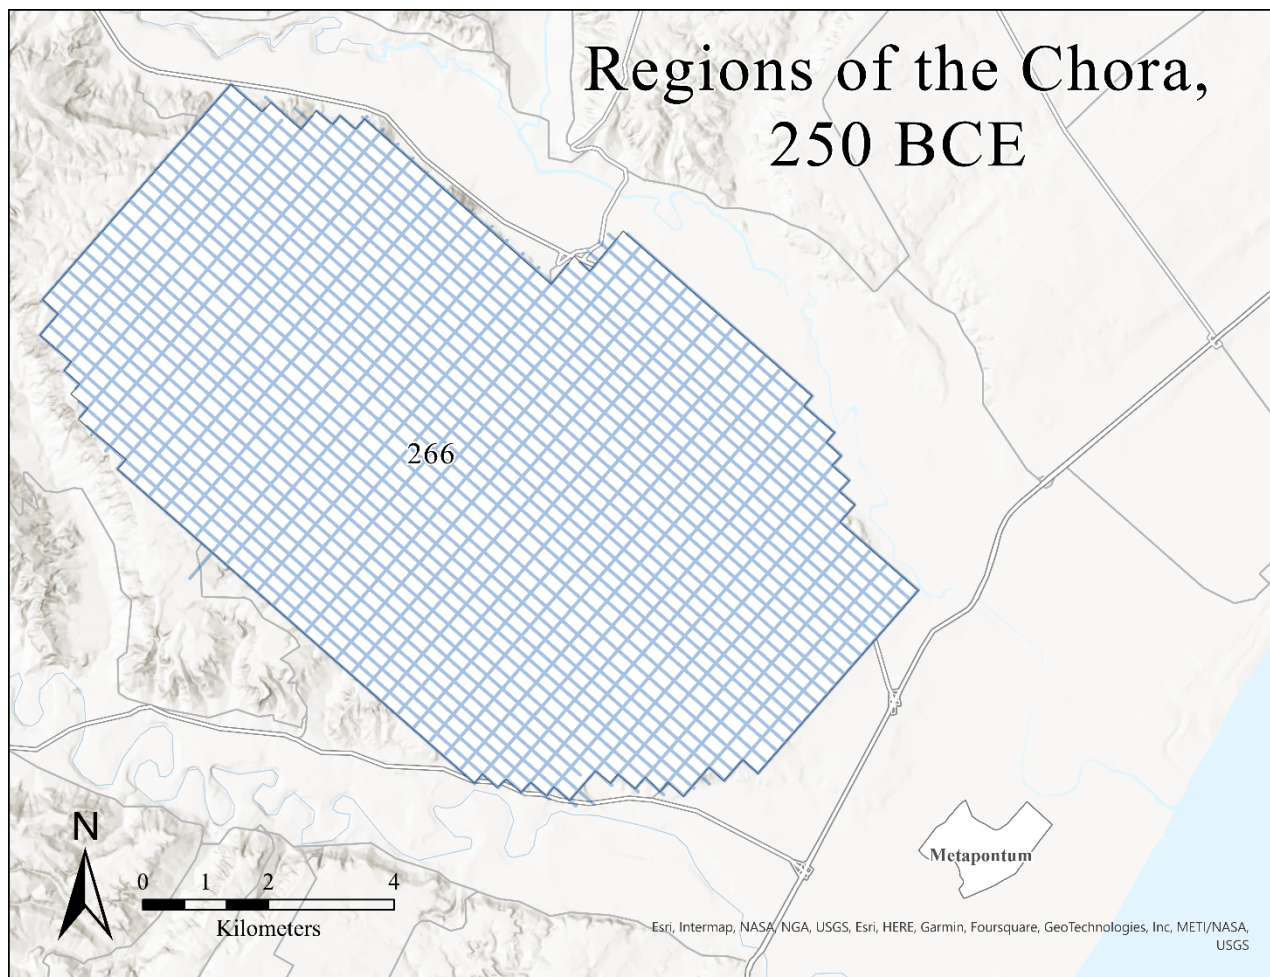 Regions of the Chora,
250 BCE
266
Metapontum
N
0 1 2 4
Kilometers
Esri, Intermap, NASA, NGA, USGS, Esri, HERE, Garmin, Foursquare, GeoTechnologies, Inc, METI/NASA,
USGS